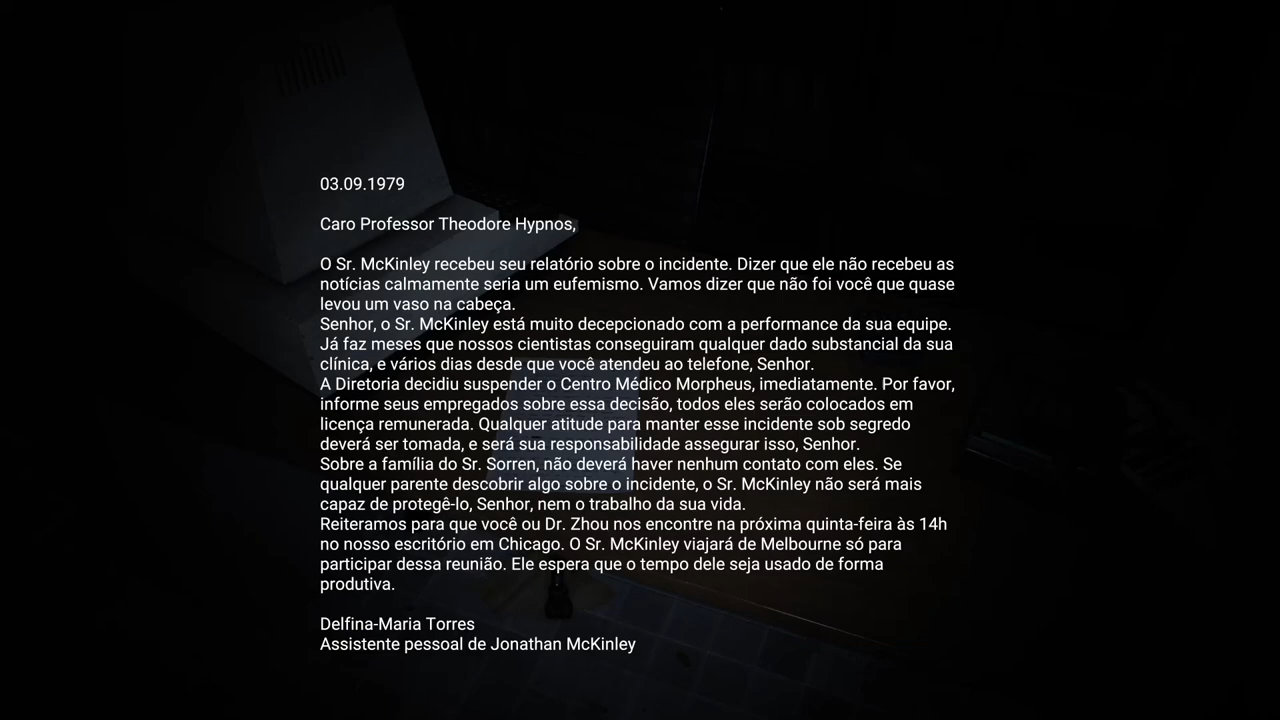 03.09.1979
Caro Professor Theodore Hypnos,
O Sr. McKinley recebeu seu relatório sobre o incidente. Dizer que ele não recebeu as
notícias calmamente seria um eufemismo. Vamos dizer que não foi você que quase
levou um vaso na cabeça.
Senhor, o Sr. McKinley está muito decepcionado com a performance da sua equipe.
Já faz meses que nossos cientistas conseguiram qualquer dado substancial da sua
clínica, e vários dias desde que você atendeu ao telefone, Senhor.
A Diretoria decidiu suspender o Centro Médico Morpheus, imediatamente. Por favor,
informe seus empregados sobre essa decisão, todos eles serão colocados em
licença remunerada. Qualquer atitude para manter esse incidente sob segredo
deverá ser tomada, e será sua responsabilidade assegurar isso, Senhor.
Sobre a família do Sr. Sorren, não deverá haver nenhum contato com eles. Se
qualquer parente descobrir algo sobre o incidente, o Sr. McKinley não será mais
capaz de protegê-lo, Senhor, nem o trabalho da sua vida.
Reiteramos para que você ou Dr. Zhou nos encontre na próxima quinta-feira às 14h
no nosso escritório em Chicago. O Sr. McKinley viajará de Melbourne só para
participar dessa reunião. Ele espera que o tempo dele seja usado de forma
produtiva.
Delfina-Maria Torres
Assistente pessoal de Jonathan McKinley